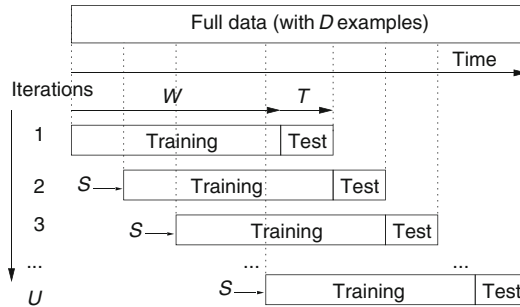 Full data (with D examples)
Time
Iterations
W T
1 Training Test
2 S Training Test
3 S Training Test
... ... ...
U S Training Test